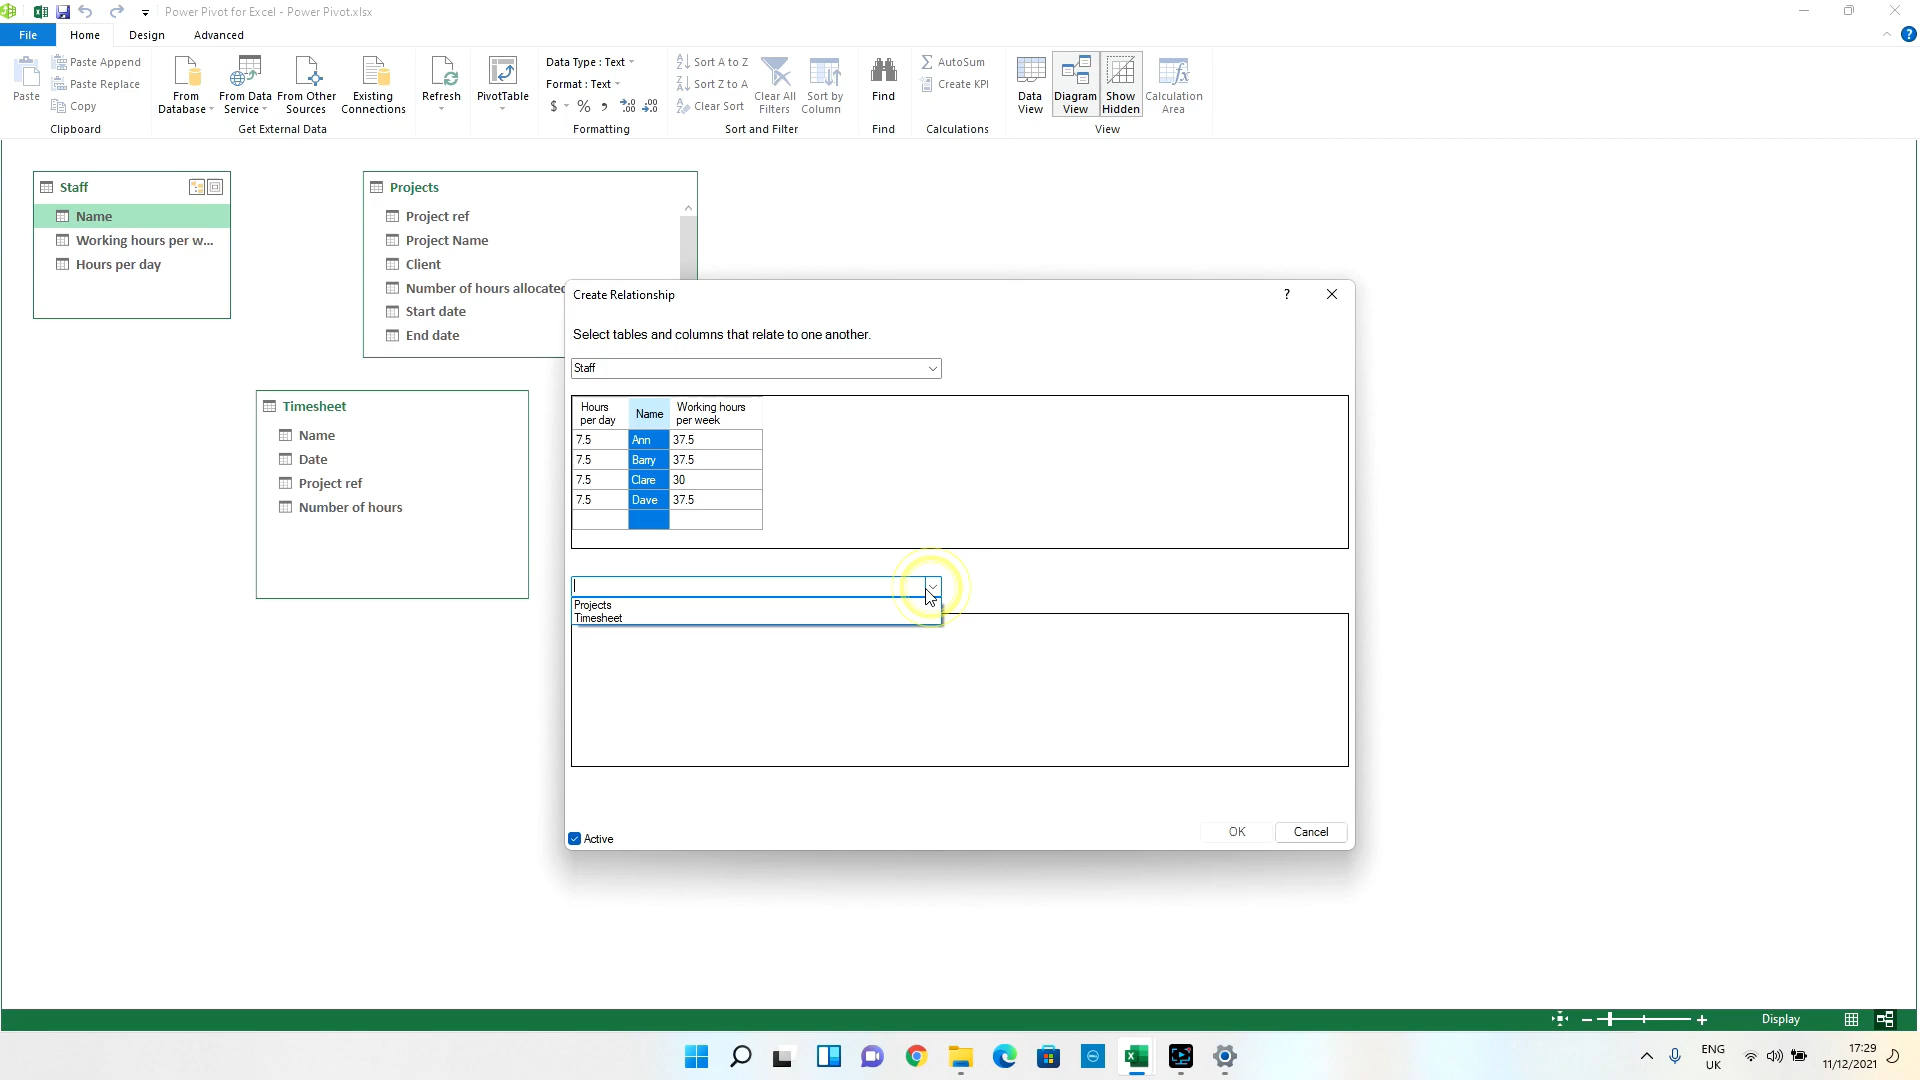 Power Pivot for Excel - Power Pivot.xlsx
File
Home
Design
Advanced
Paste
Paste Append
Paste Replace
Copy
Clipboard
From
Database
From Data
Service
From Other
Sources
Existing
Connections
Get External Data
Refresh
PivotTable
Data Type : Text
Format : Text
$ % ,
Formatting
Sort A to Z
Sort Z to A
Clear Sort
Clear All
Filters
Sort by
Column
Sort and Filter
Find
Find
AutoSum
Create KPI
Calculations
Data
View
Diagram
View
Show
Hidden
Calculation
Area
View
Staff
Name
Working hours per w...
Hours per day
Projects
Project ref
Project Name
Client
Number of hours allocated
Start date
End date
Timesheet
Name
Date
Project ref
Number of hours
Create Relationship
?
Select tables and columns that relate to one another.
Staff
Hours
per day
Name
Working hours
per week
7.5 Ann 37.5
7.5 Barry 37.5
7.5 Clare 30
7.5 Dave 37.5
Projects
Timesheet
Active
OK
Cancel
Display
ENG
UK
17:29
11/12/2021